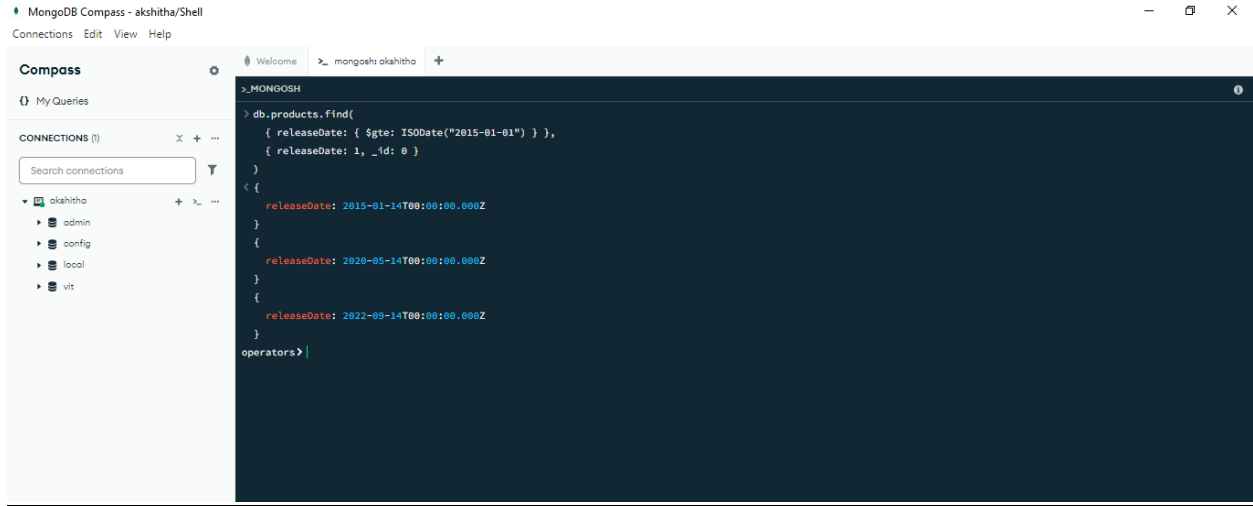 MongoDB Compass - akshitha/Shell
Connections Edit View Help
Compass
Welcome
>_ mongosh: akshitha
{} My Queries
CONNECTIONS (1)
Search connections
akshitha
admin
config
local
vit
>_MONGOSH
> db.products.find(
{ releaseDate: { $gte: ISODate("2015-01-01") } },
{ releaseDate: 1, _id: 0 }
)
< {
releaseDate: 2015-01-14T00:00:00.000Z
}
{
releaseDate: 2020-05-14T00:00:00.000Z
}
{
releaseDate: 2022-09-14T00:00:00.000Z
}
operators>